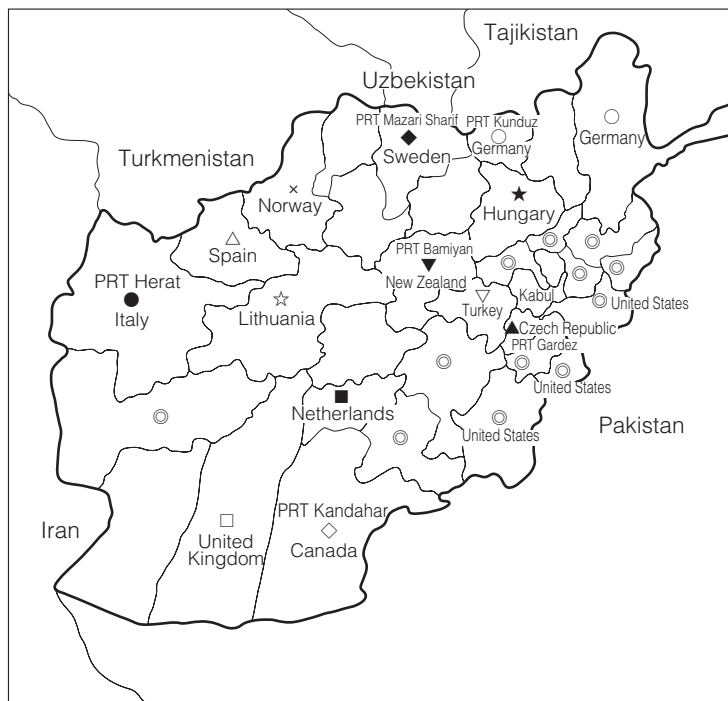 Tajikistan
Uzbekistan
PRT Mazari Sharif
PRT Kunduz
Germany
Germany
Sweden
Turkmenistan
Norway
Hungary
Spain
PRT Bamiyan
New Zealand
PRT Herat
Italy
Lithuania
Turkey
Kabul
United States
Czech Republic
PRT Gardez
United States
Netherlands
United States
Pakistan
PRT Kandahar
Canada
Iran
United
Kingdom